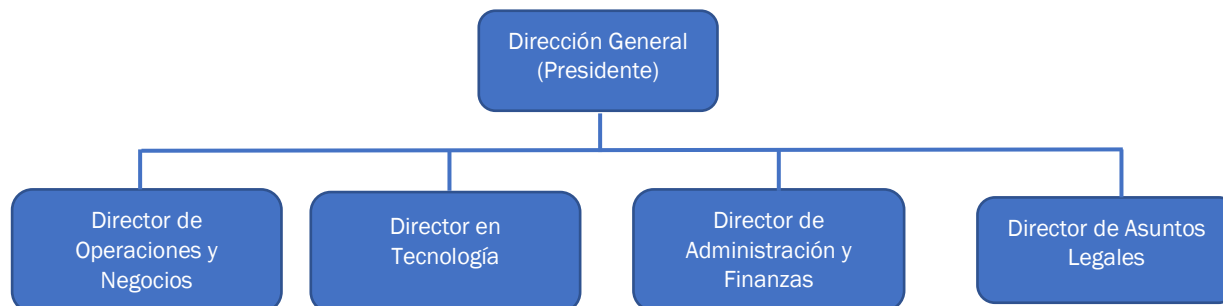 Dirección General
(Presidente)
Director de
Operaciones y
Negocios
Director en
Tecnología
Director de
Administración y
Finanzas
Director de Asuntos
Legales